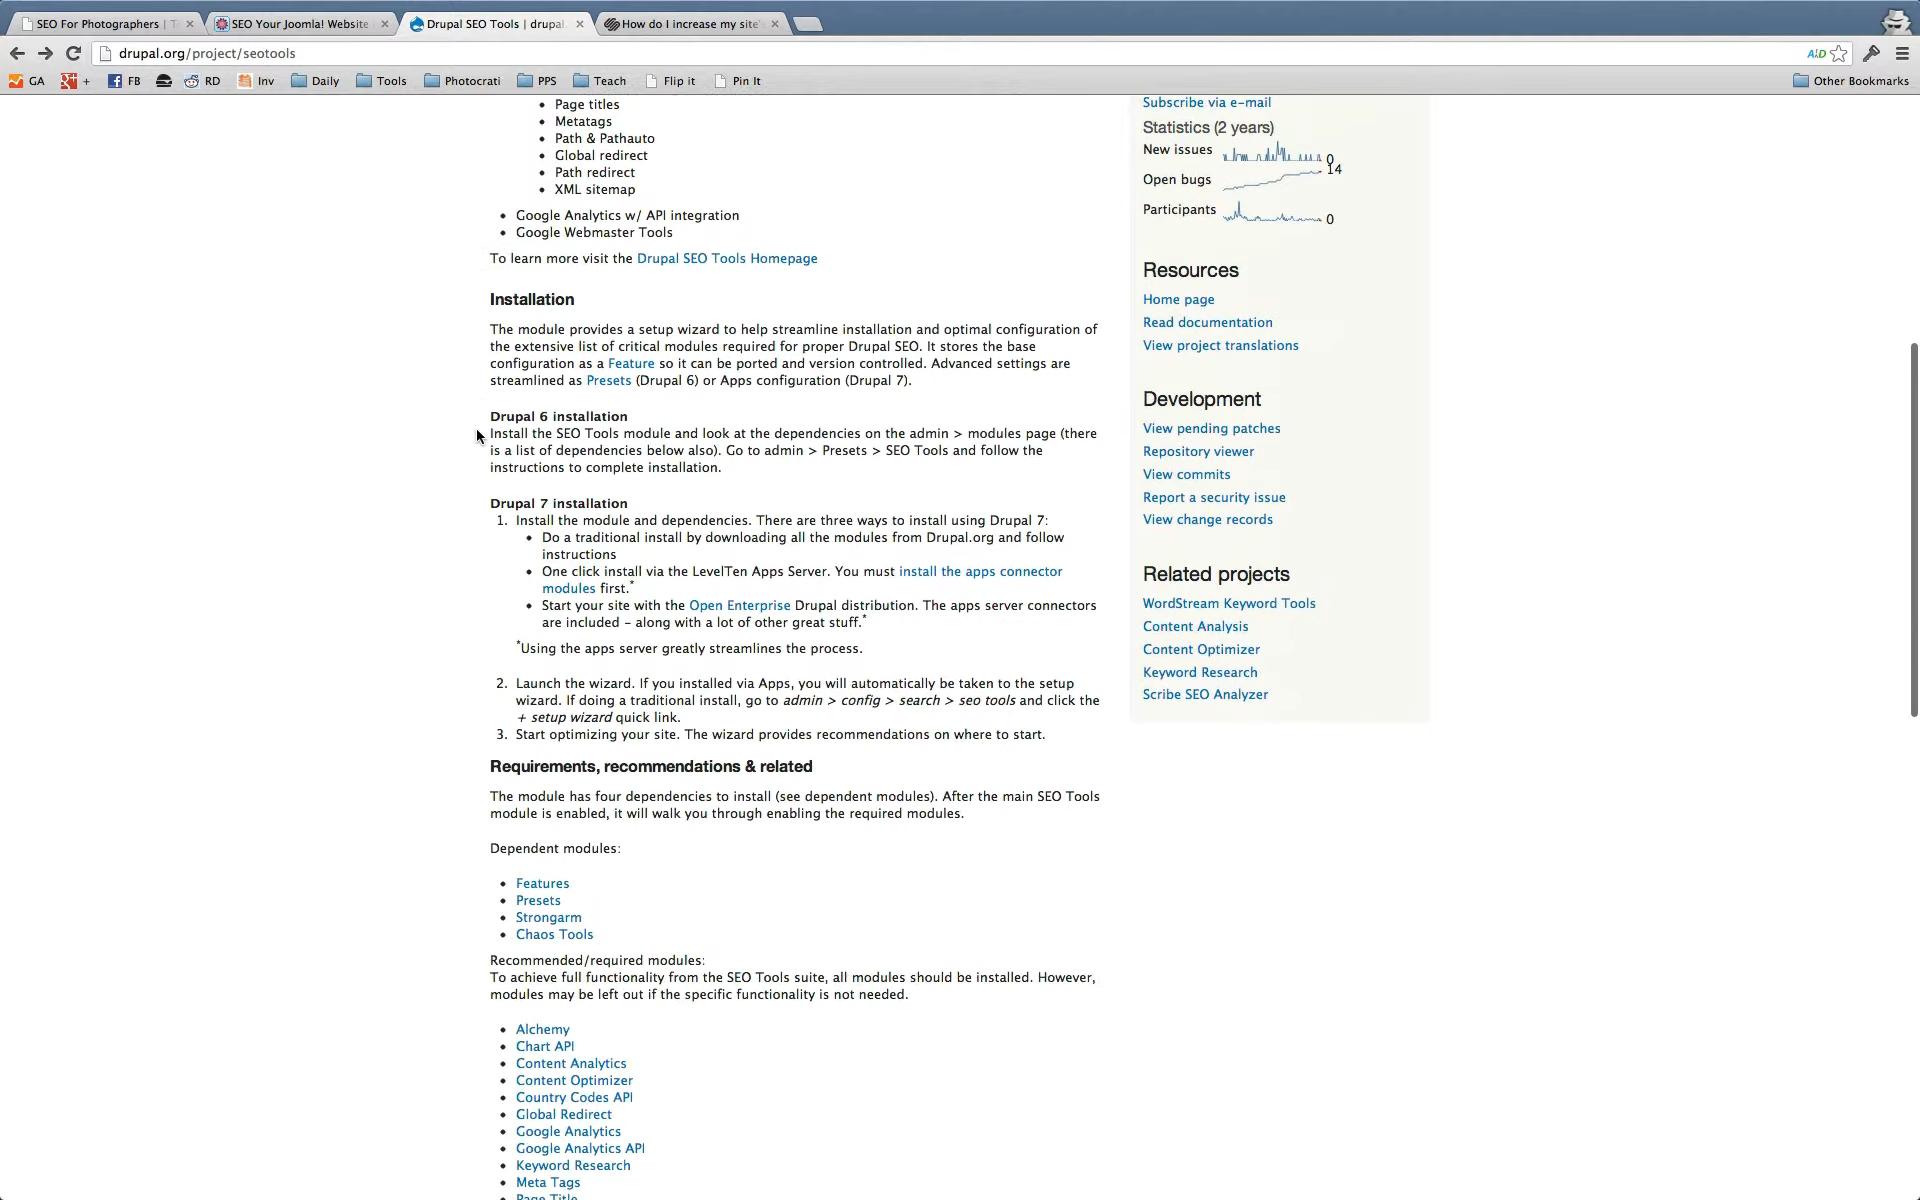 SEO For Photographers | T
SEO Your Joomla! Website
Drupal SEO Tools | drupal.
How do I increase my site'
drupal.org/project/seotools
GA
+
FB
RD
Inv
Daily
Tools
Photocrati
PPS
Teach
Flip it
Pin It
Other Bookmarks
• Page titles
• Metatags
• Path & Pathauto
• Global redirect
• Path redirect
• XML sitemap
• Google Analytics w/ API integration
• Google Webmaster Tools
To learn more visit the Drupal SEO Tools Homepage
Installation
The module provides a setup wizard to help streamline installation and optimal configuration of
the extensive list of critical modules required for proper Drupal SEO. It stores the base
configuration as a Feature so it can be ported and version controlled. Advanced settings are
streamlined as Presets (Drupal 6) or Apps configuration (Drupal 7).
Drupal 6 installation
Install the SEO Tools module and look at the dependencies on the admin > modules page (there
is a list of dependencies below also). Go to admin > Presets > SEO Tools and follow the
instructions to complete installation.
Drupal 7 installation
1. Install the module and dependencies. There are three ways to install using Drupal 7:
• Do a traditional install by downloading all the modules from Drupal.org and follow
instructions
• One click install via the LevelTen Apps Server. You must install the apps connector
modules first.*
• Start your site with the Open Enterprise Drupal distribution. The apps server connectors
are included – along with a lot of other great stuff.*
*Using the apps server greatly streamlines the process.
2. Launch the wizard. If you installed via Apps, you will automatically be taken to the setup
wizard. If doing a traditional install, go to admin > config > search > seo tools and click the
+ setup wizard quick link.
3. Start optimizing your site. The wizard provides recommendations on where to start.
Requirements, recommendations & related
The module has four dependencies to install (see dependent modules). After the main SEO Tools
module is enabled, it will walk you through enabling the required modules.
Dependent modules:
• Features
• Presets
• Strongarm
• Chaos Tools
Recommended/required modules:
To achieve full functionality from the SEO Tools suite, all modules should be installed. However,
modules may be left out if the specific functionality is not needed.
• Alchemy
• Chart API
• Content Analytics
• Content Optimizer
• Country Codes API
• Global Redirect
• Google Analytics
• Google Analytics API
• Keyword Research
• Meta Tags
Page Title
Subscribe via e-mail
Statistics (2 years)
New issues 0
Open bugs 14
Participants 0
Resources
Home page
Read documentation
View project translations
Development
View pending patches
Repository viewer
View commits
Report a security issue
View change records
Related projects
WordStream Keyword Tools
Content Analysis
Content Optimizer
Keyword Research
Scribe SEO Analyzer